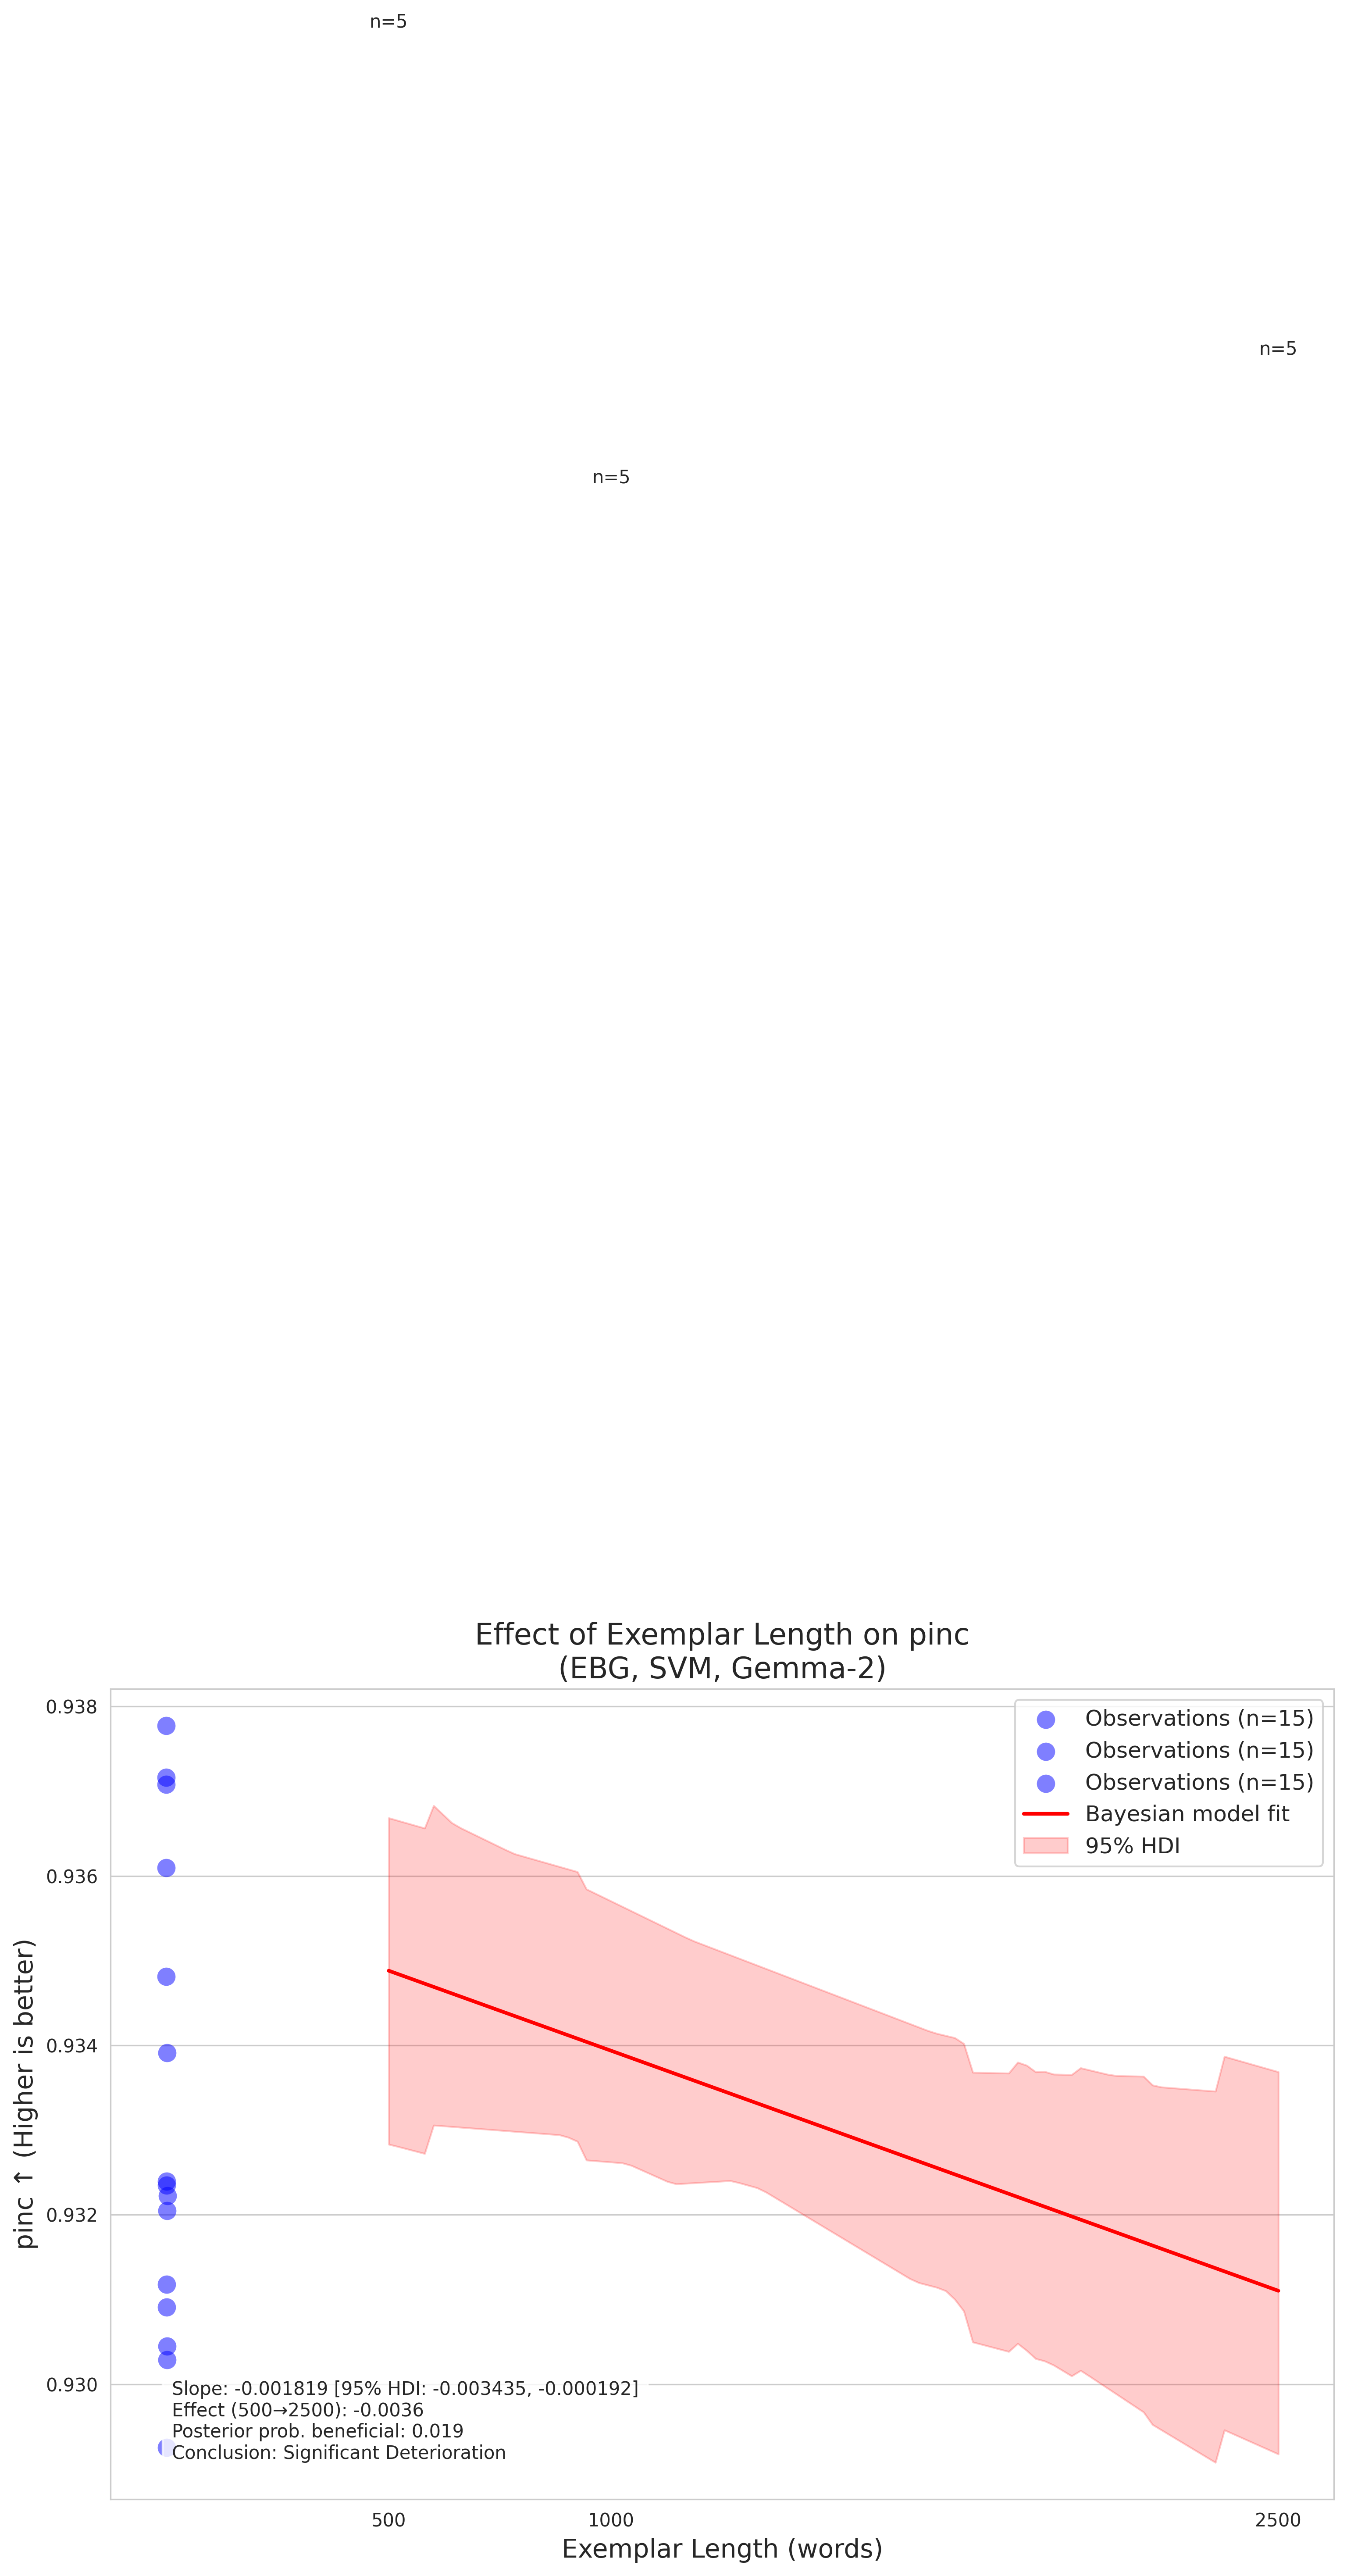 n=5
n=5
n=5
Effect of Exemplar Length on pinc
(EBG, SVM, Gemma-2)
0.938
0.936
0.934
0.932
0.930
pinc ↑ (Higher is better)
Observations (n=15)
Observations (n=15)
Observations (n=15)
Bayesian model fit
95% HDI
Slope: -0.001819 [95% HDI: -0.003435, -0.000192]
Effect (500→2500): -0.0036
Posterior prob. beneficial: 0.019
Conclusion: Significant Deterioration
500
1000
2500
Exemplar Length (words)